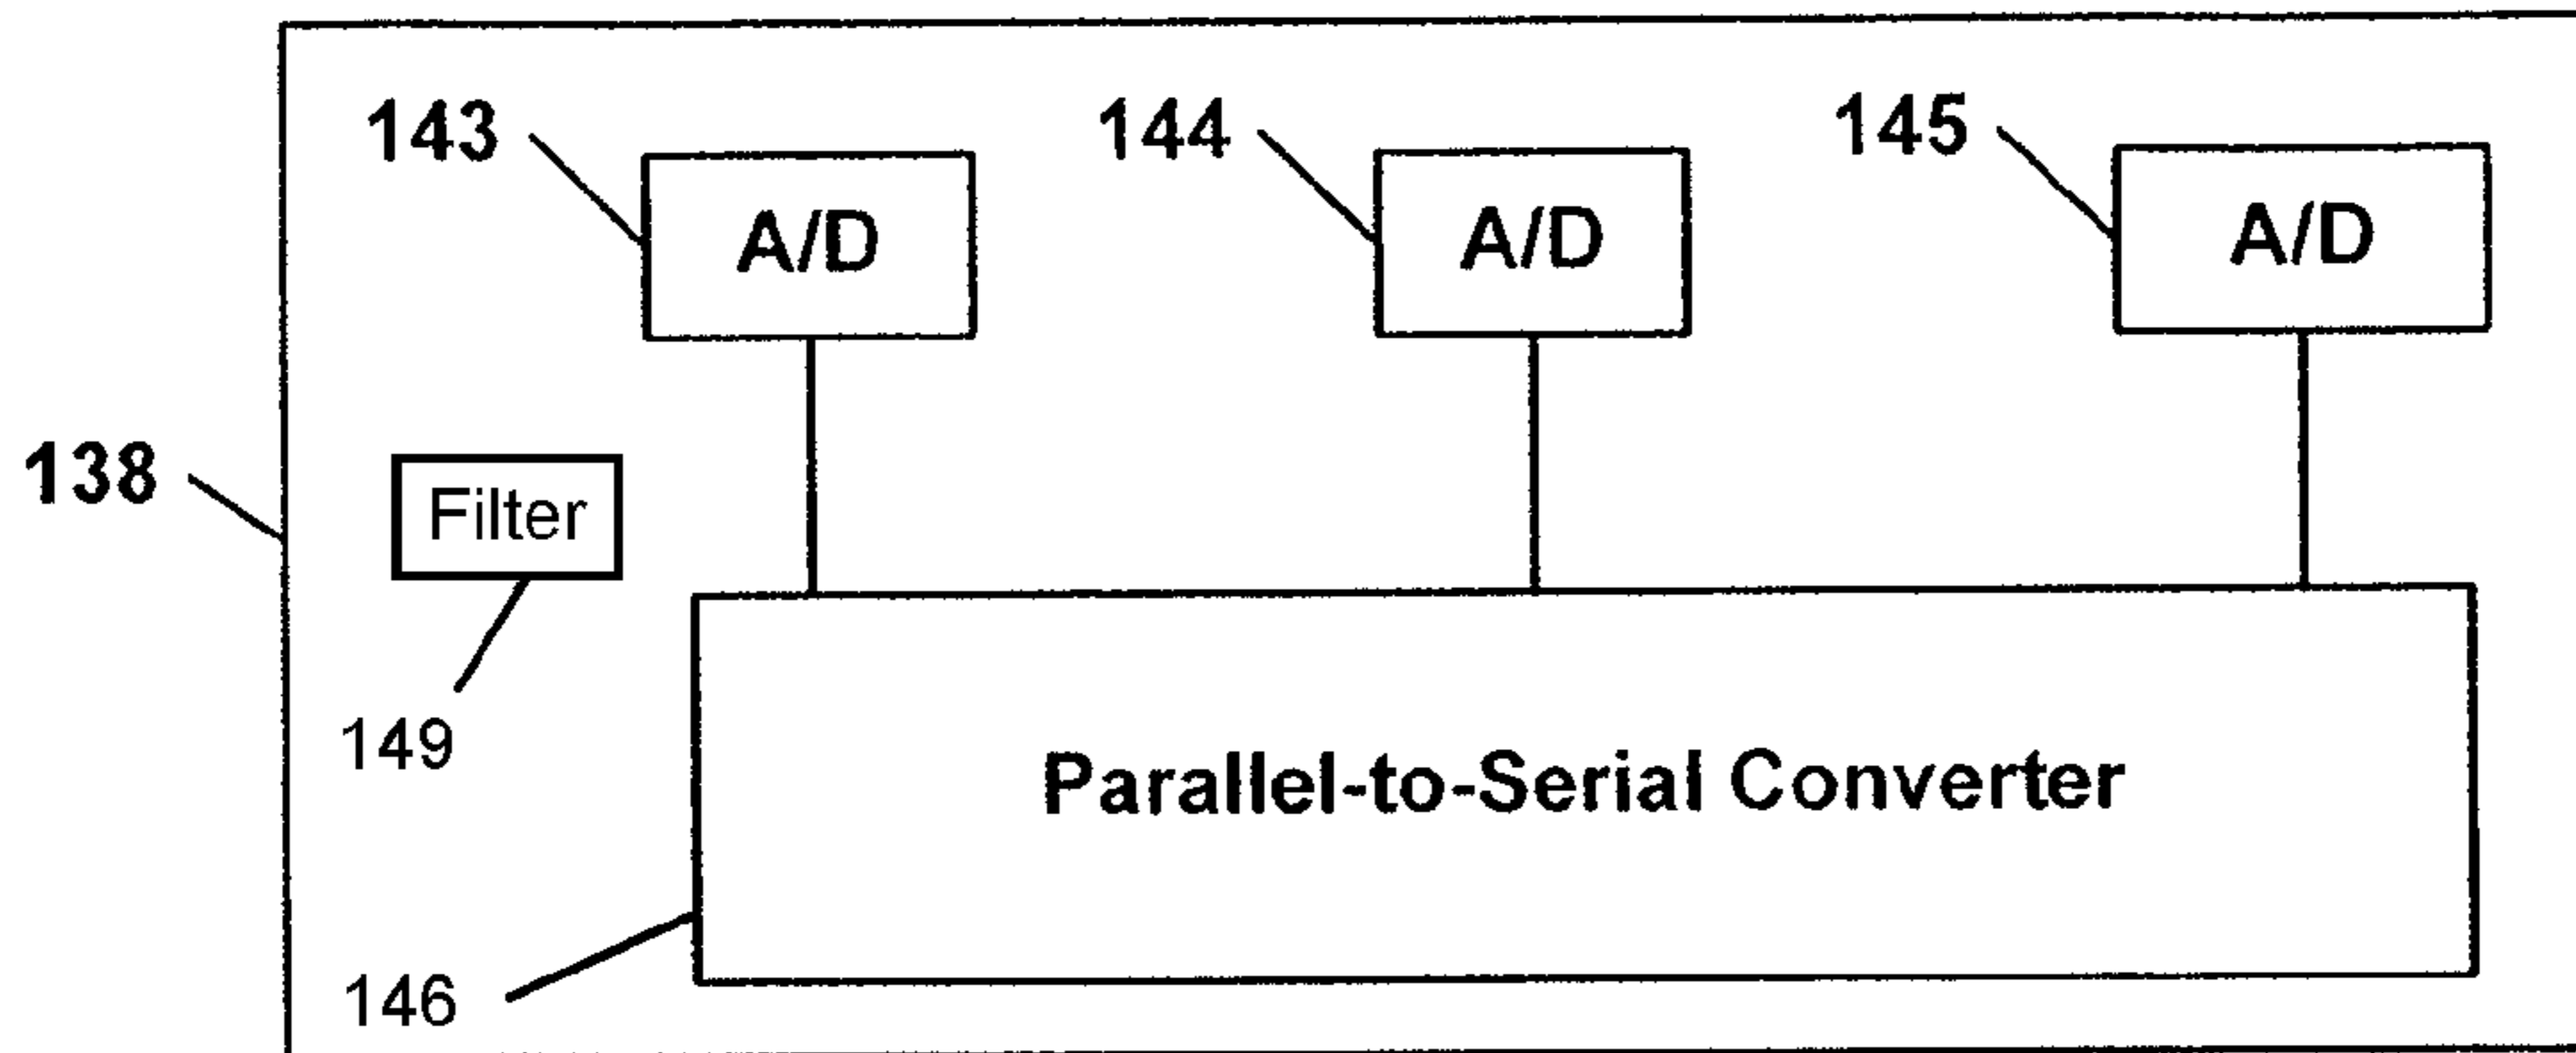 143
144
145
A/D
A/D
A/D
138
Filter
149
Parallel-to-Serial Converter
146